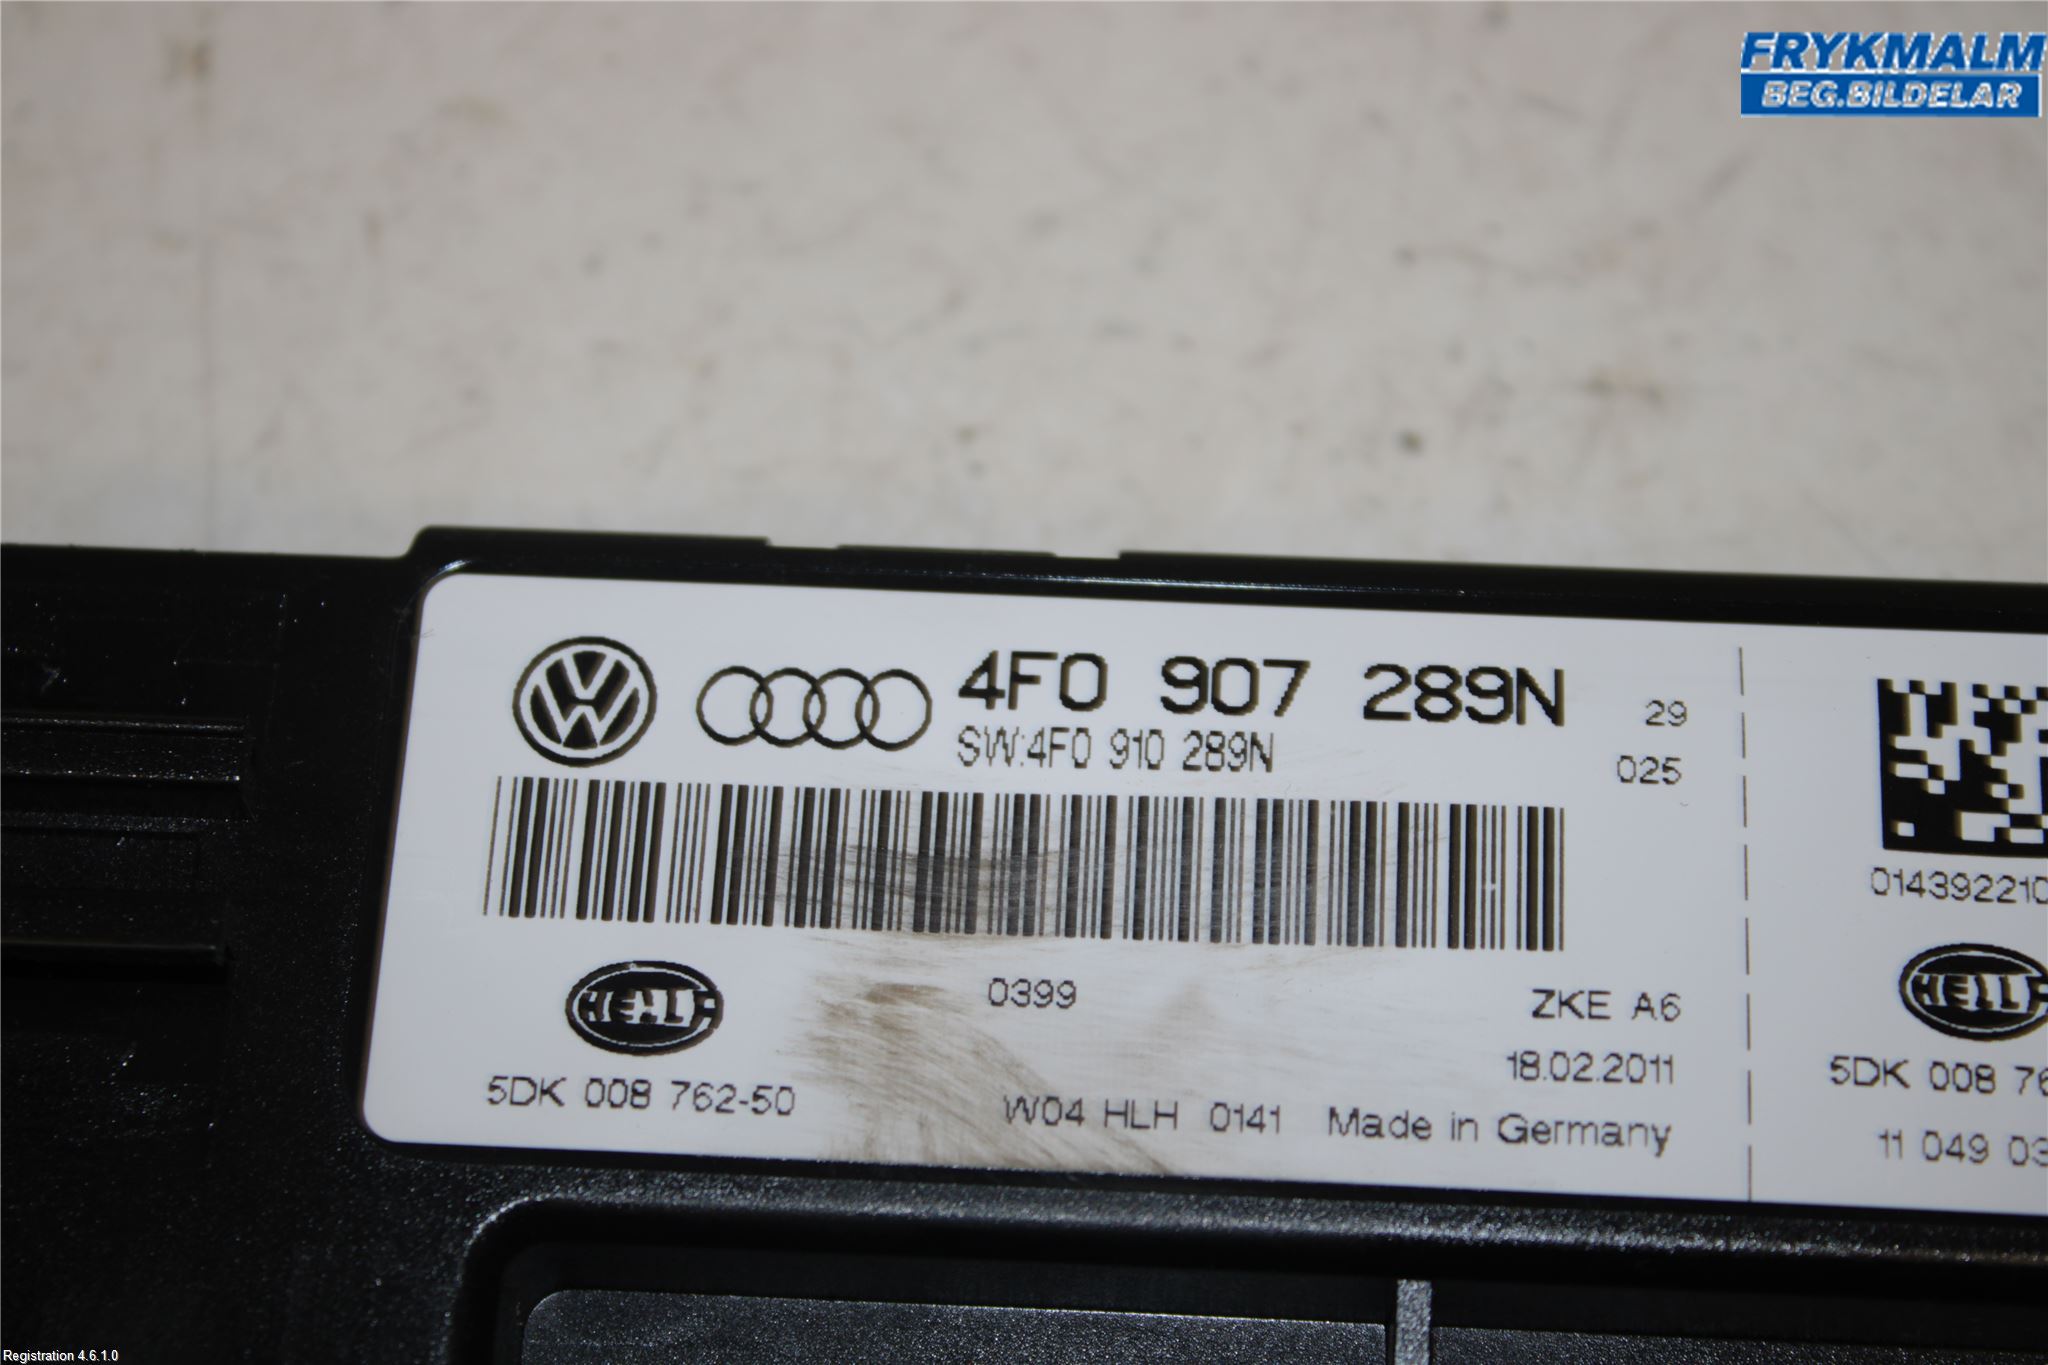 FRYKMALM
BEG.BILDELAR
4F0 907 289N
29
SW:4F0 910 289N
025
014392210
HELLA
0399
ZKE A6
HELLA
18.02.2011
5DK 008 762-50
W04 HLH 0141 Made in Germany
5DK 008 76
11 049 03
Registration 4.6.1.0